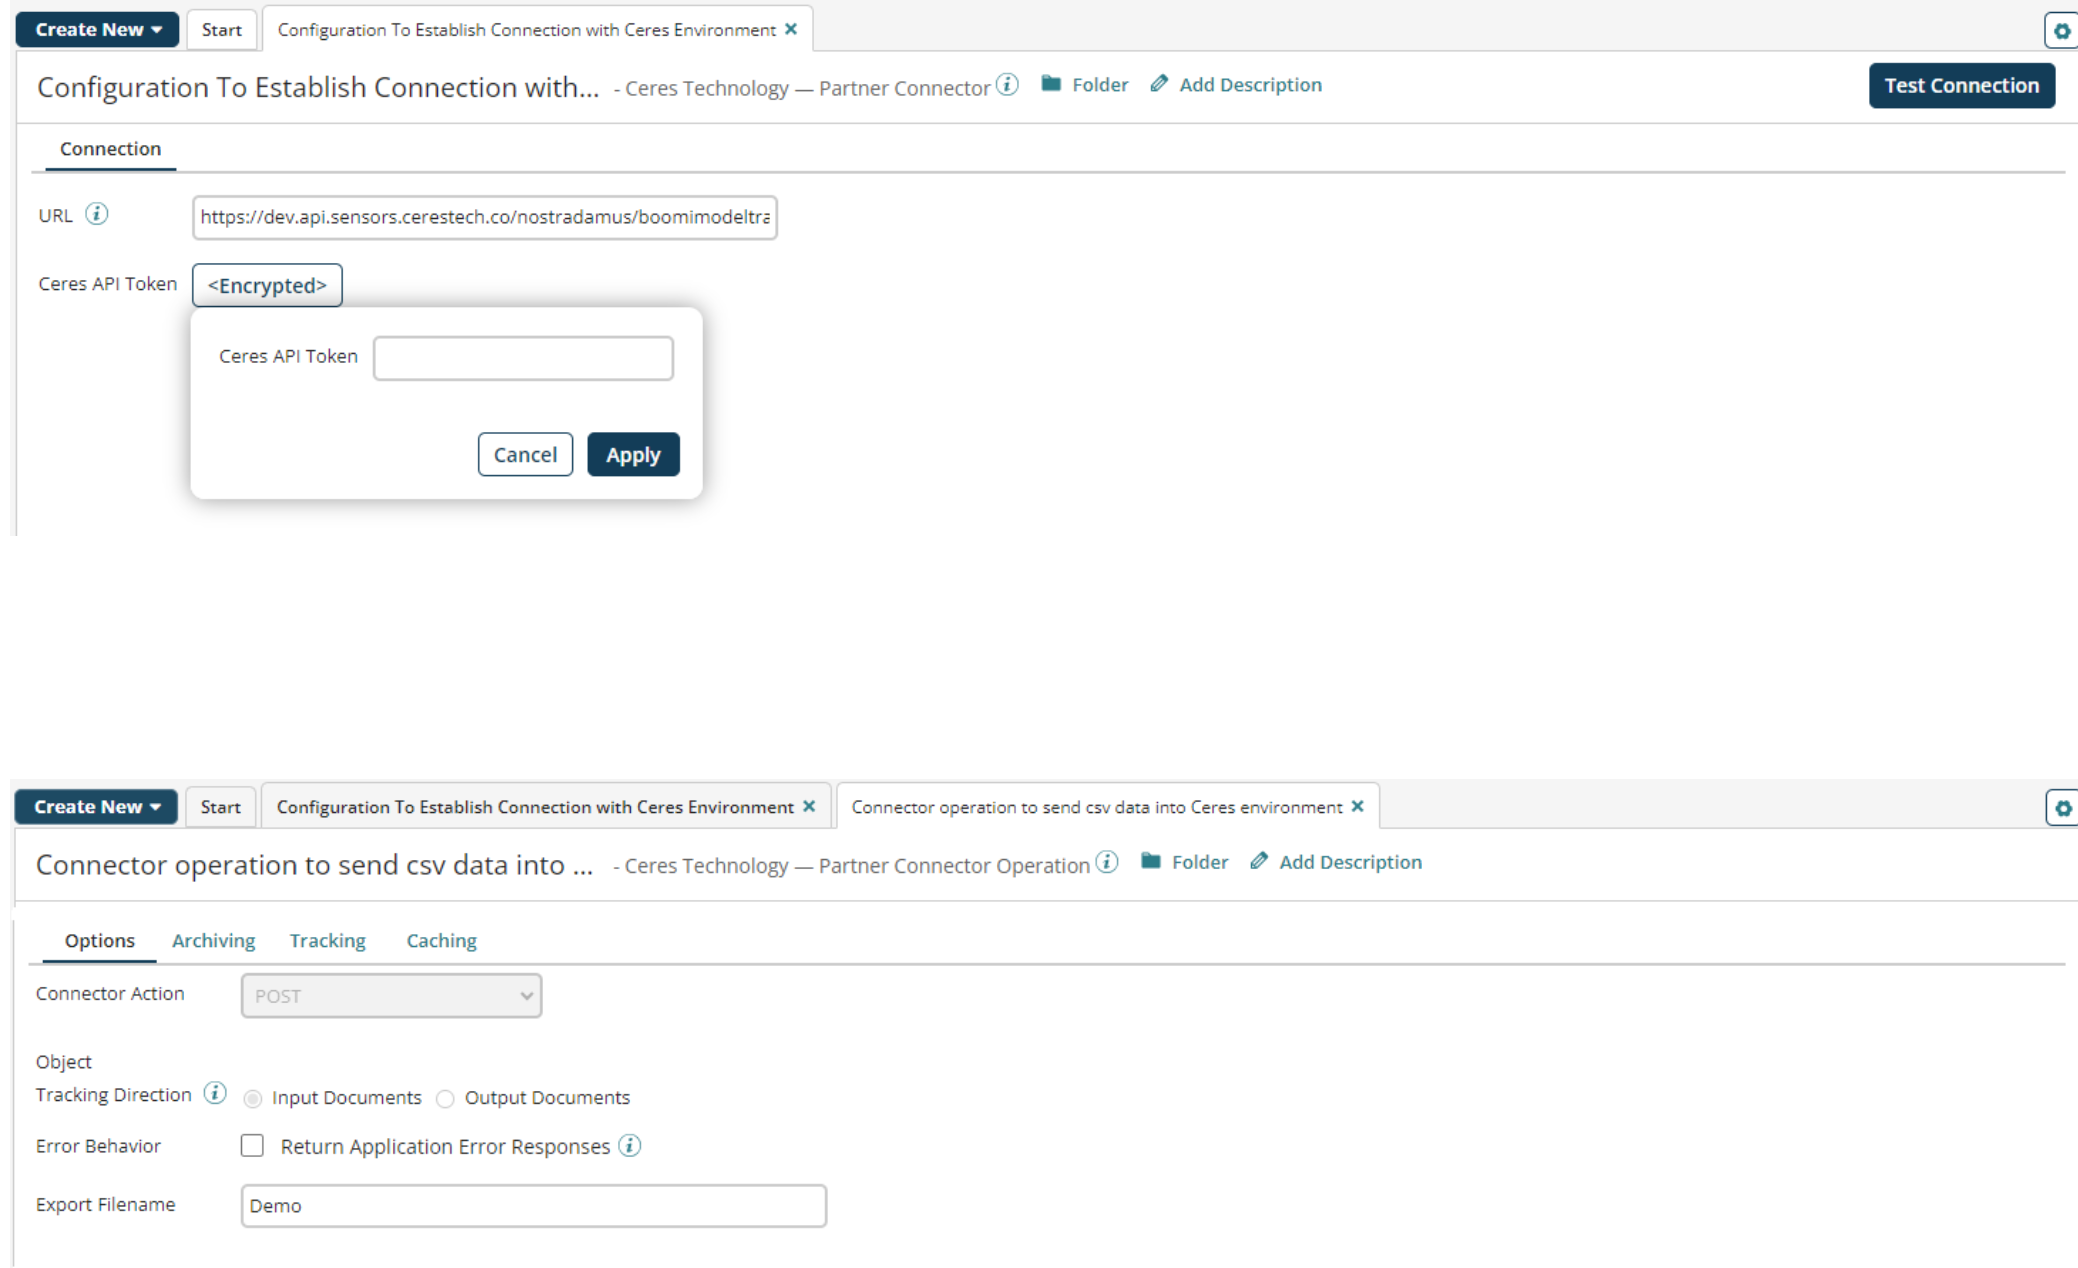 Create New Start Configuration To Establish Connection with Ceres Environment ×
Configuration To Establish Connection with... - Ceres Technology — Partner Connector i Folder Add Description Test Connection
Connection
URL i https://dev.api.sensors.cerestech.co/nostradamus/boomimodeltra
Ceres API Token <Encrypted>
Ceres API Token
Cancel Apply
Create New Start Configuration To Establish Connection with Ceres Environment × Connector operation to send csv data into Ceres environment ×
Connector operation to send csv data into ... - Ceres Technology — Partner Connector Operation i Folder Add Description
Options Archiving Tracking Caching
Connector Action POST
Object
Tracking Direction i Input Documents Output Documents
Error Behavior Return Application Error Responses i
Export Filename Demo